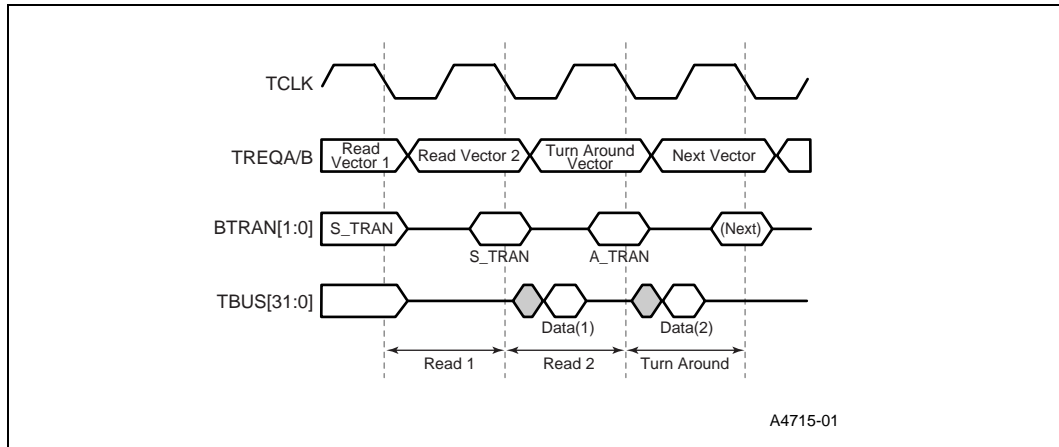 TCLK
TREQA/B
Read
Vector 1
Read Vector 2
Turn Around
Vector
Next Vector
BTRAN[1:0]
S_TRAN
(Next)
S_TRAN
A_TRAN
TBUS[31:0]
Data(1)
Data(2)
Read 1
Read 2
Turn Around
A4715-01